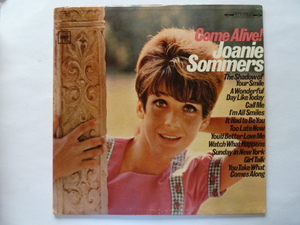 Come Alive!
Joanie
Sommers
The Shadow of
Your Smile
A Wonderful
Day Like Today
Call Me
I'm All Smiles
It Had to Be You
Too Late Now
You'd Better Love Me
Watch What Happens
Sunday in New York
Girl Talk
You Take What
Comes Along